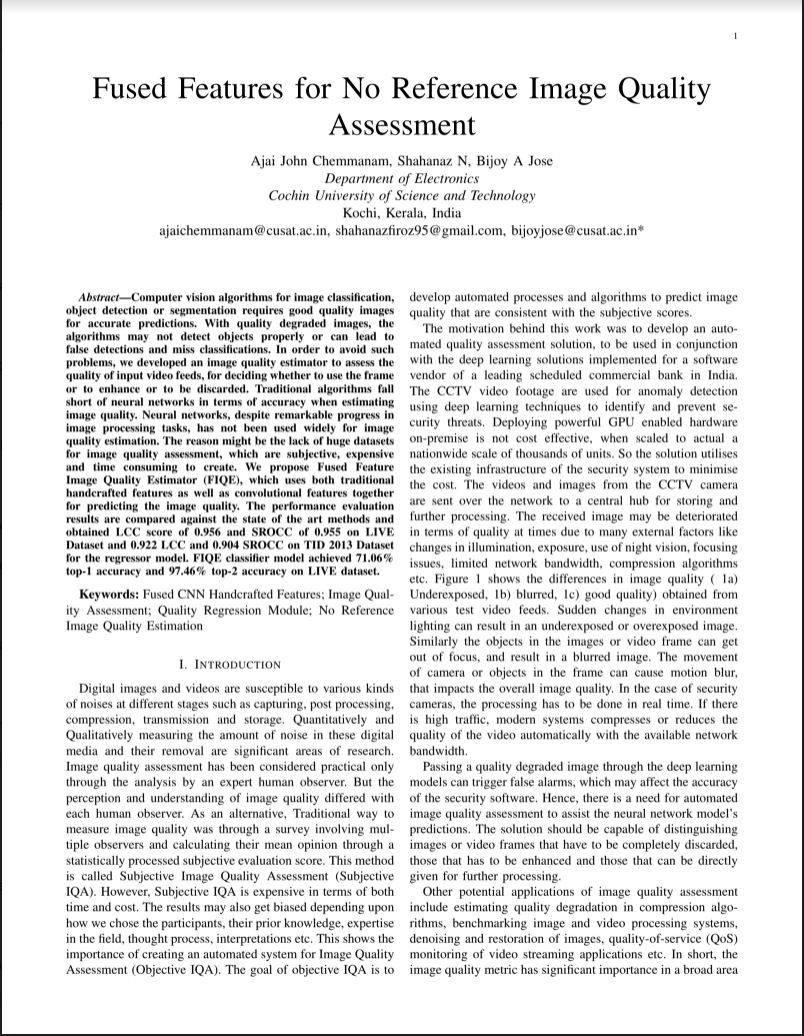 1
Fused Features for No Reference Image Quality
Assessment
Ajai John Chemmanam, Shahanaz N, Bijoy A Jose
Department of Electronics
Cochin University of Science and Technology
Kochi, Kerala, India
ajaichemmanam@cusat.ac.in, shahanazfiroz95@gmail.com, bijoyjose@cusat.ac.in*
Abstract—Computer vision algorithms for image classification,
object detection or segmentation requires good quality images
for accurate predictions. With quality degraded images, the
algorithms may not detect objects properly or can lead to
false detections and miss classifications. In order to avoid such
problems, we developed an image quality estimator to assess the
quality of input video feeds, for deciding whether to use the frame
or to enhance or to be discarded. Traditional algorithms fall
short of neural networks in terms of accuracy when estimating
image quality. Neural networks, despite remarkable progress in
image processing tasks, has not been used widely for image
quality estimation. The reason might be the lack of huge datasets
for image quality assessment, which are subjective, expensive
and time consuming to create. We propose Fused Feature
Image Quality Estimator (FIQE), which uses both traditional
handcrafted features as well as convolutional features together
for predicting the image quality. The performance evaluation
results are compared against the state of the art methods and
obtained LCC score of 0.956 and SROCC of 0.955 on LIVE
Dataset and 0.922 LCC and 0.904 SROCC on TID 2013 Dataset
for the regressor model. FIQE classifier model achieved 71.06%
top-1 accuracy and 97.46% top-2 accuracy on LIVE dataset.
Keywords: Fused CNN Handcrafted Features; Image Qual-
ity Assessment; Quality Regression Module; No Reference
Image Quality Estimation
I. INTRODUCTION
Digital images and videos are susceptible to various kinds
of noises at different stages such as capturing, post processing,
compression, transmission and storage. Quantitatively and
Qualitatively measuring the amount of noise in these digital
media and their removal are significant areas of research.
Image quality assessment has been considered practical only
through the analysis by an expert human observer. But the
perception and understanding of image quality differed with
each human observer. As an alternative, Traditional way to
measure image quality was through a survey involving mul-
tiple observers and calculating their mean opinion through a
statistically processed subjective evaluation score. This method
is called Subjective Image Quality Assessment (Subjective
IQA). However, Subjective IQA is expensive in terms of both
time and cost. The results may also get biased depending upon
how we chose the participants, their prior knowledge, expertise
in the field, thought process, interpretations etc. This shows the
importance of creating an automated system for Image Quality
Assessment (Objective IQA). The goal of objective IQA is to
develop automated processes and algorithms to predict image
quality that are consistent with the subjective scores.
The motivation behind this work was to develop an auto-
mated quality assessment solution, to be used in conjunction
with the deep learning solutions implemented for a software
vendor of a leading scheduled commercial bank in India.
The CCTV video footage are used for anomaly detection
using deep learning techniques to identify and prevent se-
curity threats. Deploying powerful GPU enabled hardware
on-premise is not cost effective, when scaled to actual a
nationwide scale of thousands of units. So the solution utilises
the existing infrastructure of the security system to minimise
the cost. The videos and images from the CCTV camera
are sent over the network to a central hub for storing and
further processing. The received image may be deteriorated
in terms of quality at times due to many external factors like
changes in illumination, exposure, use of night vision, focusing
issues, limited network bandwidth, compression algorithms
etc. Figure 1 shows the differences in image quality ( 1a)
Underexposed, 1b) blurred, 1c) good quality) obtained from
various test video feeds. Sudden changes in environment
lighting can result in an underexposed or overexposed image.
Similarly the objects in the images or video frame can get
out of focus, and result in a blurred image. The movement
of camera or objects in the frame can cause motion blur,
that impacts the overall image quality. In the case of security
cameras, the processing has to be done in real time. If there
is high traffic, modern systems compresses or reduces the
quality of the video automatically with the available network
bandwidth.
Passing a quality degraded image through the deep learning
models can trigger false alarms, which may affect the accuracy
of the security software. Hence, there is a need for automated
image quality assessment to assist the neural network model's
predictions. The solution should be capable of distinguishing
images or video frames that have to be completely discarded,
those that has to be enhanced and those that can be directly
given for further processing.
Other potential applications of image quality assessment
include estimating quality degradation in compression algo-
rithms, benchmarking image and video processing systems,
denoising and restoration of images, quality-of-service (QoS)
monitoring of video streaming applications etc. In short, the
image quality metric has significant importance in a broad area